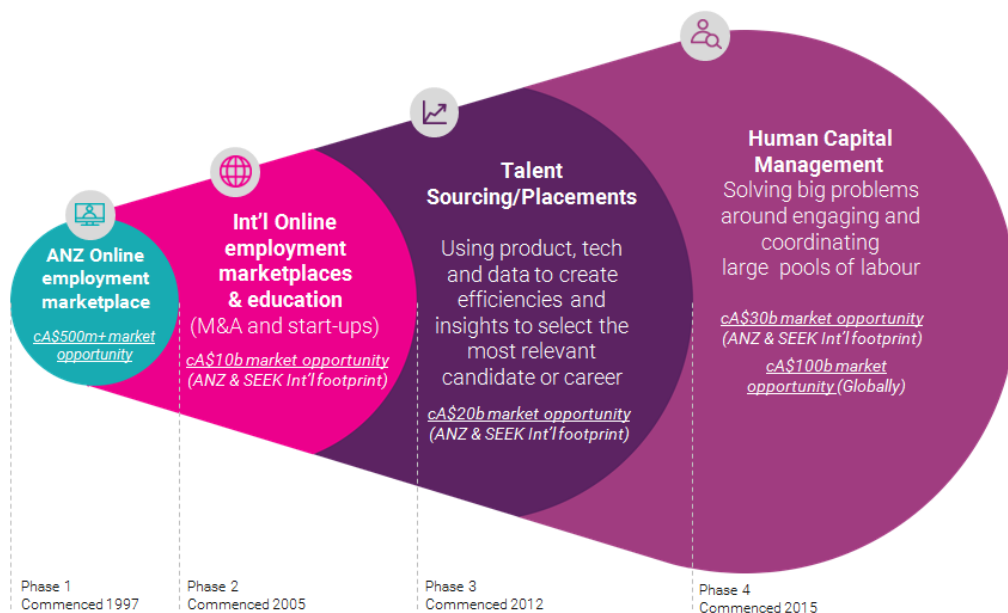 ANZ Online
employment
marketplace
cA$500m+ market
opportunity
Int'l Online
employment
marketplaces
& education
(M&A and start-ups)
cA$10b market opportunity
(ANZ & SEEK Int'l footprint)
Talent
Sourcing/Placements
Using product, tech
and data to create
efficiencies and
insights to select the
most relevant
candidate or career
cA$20b market opportunity
(ANZ & SEEK Int'l footprint)
Human Capital
Management
Solving big problems
around engaging and
coordinating
large pools of labour
cA$30b market opportunity
(ANZ & SEEK Int'l footprint)
cA$100b market
opportunity (Globally)
Phase 1
Commenced 1997
Phase 2
Commenced 2005
Phase 3
Commenced 2012
Phase 4
Commenced 2015